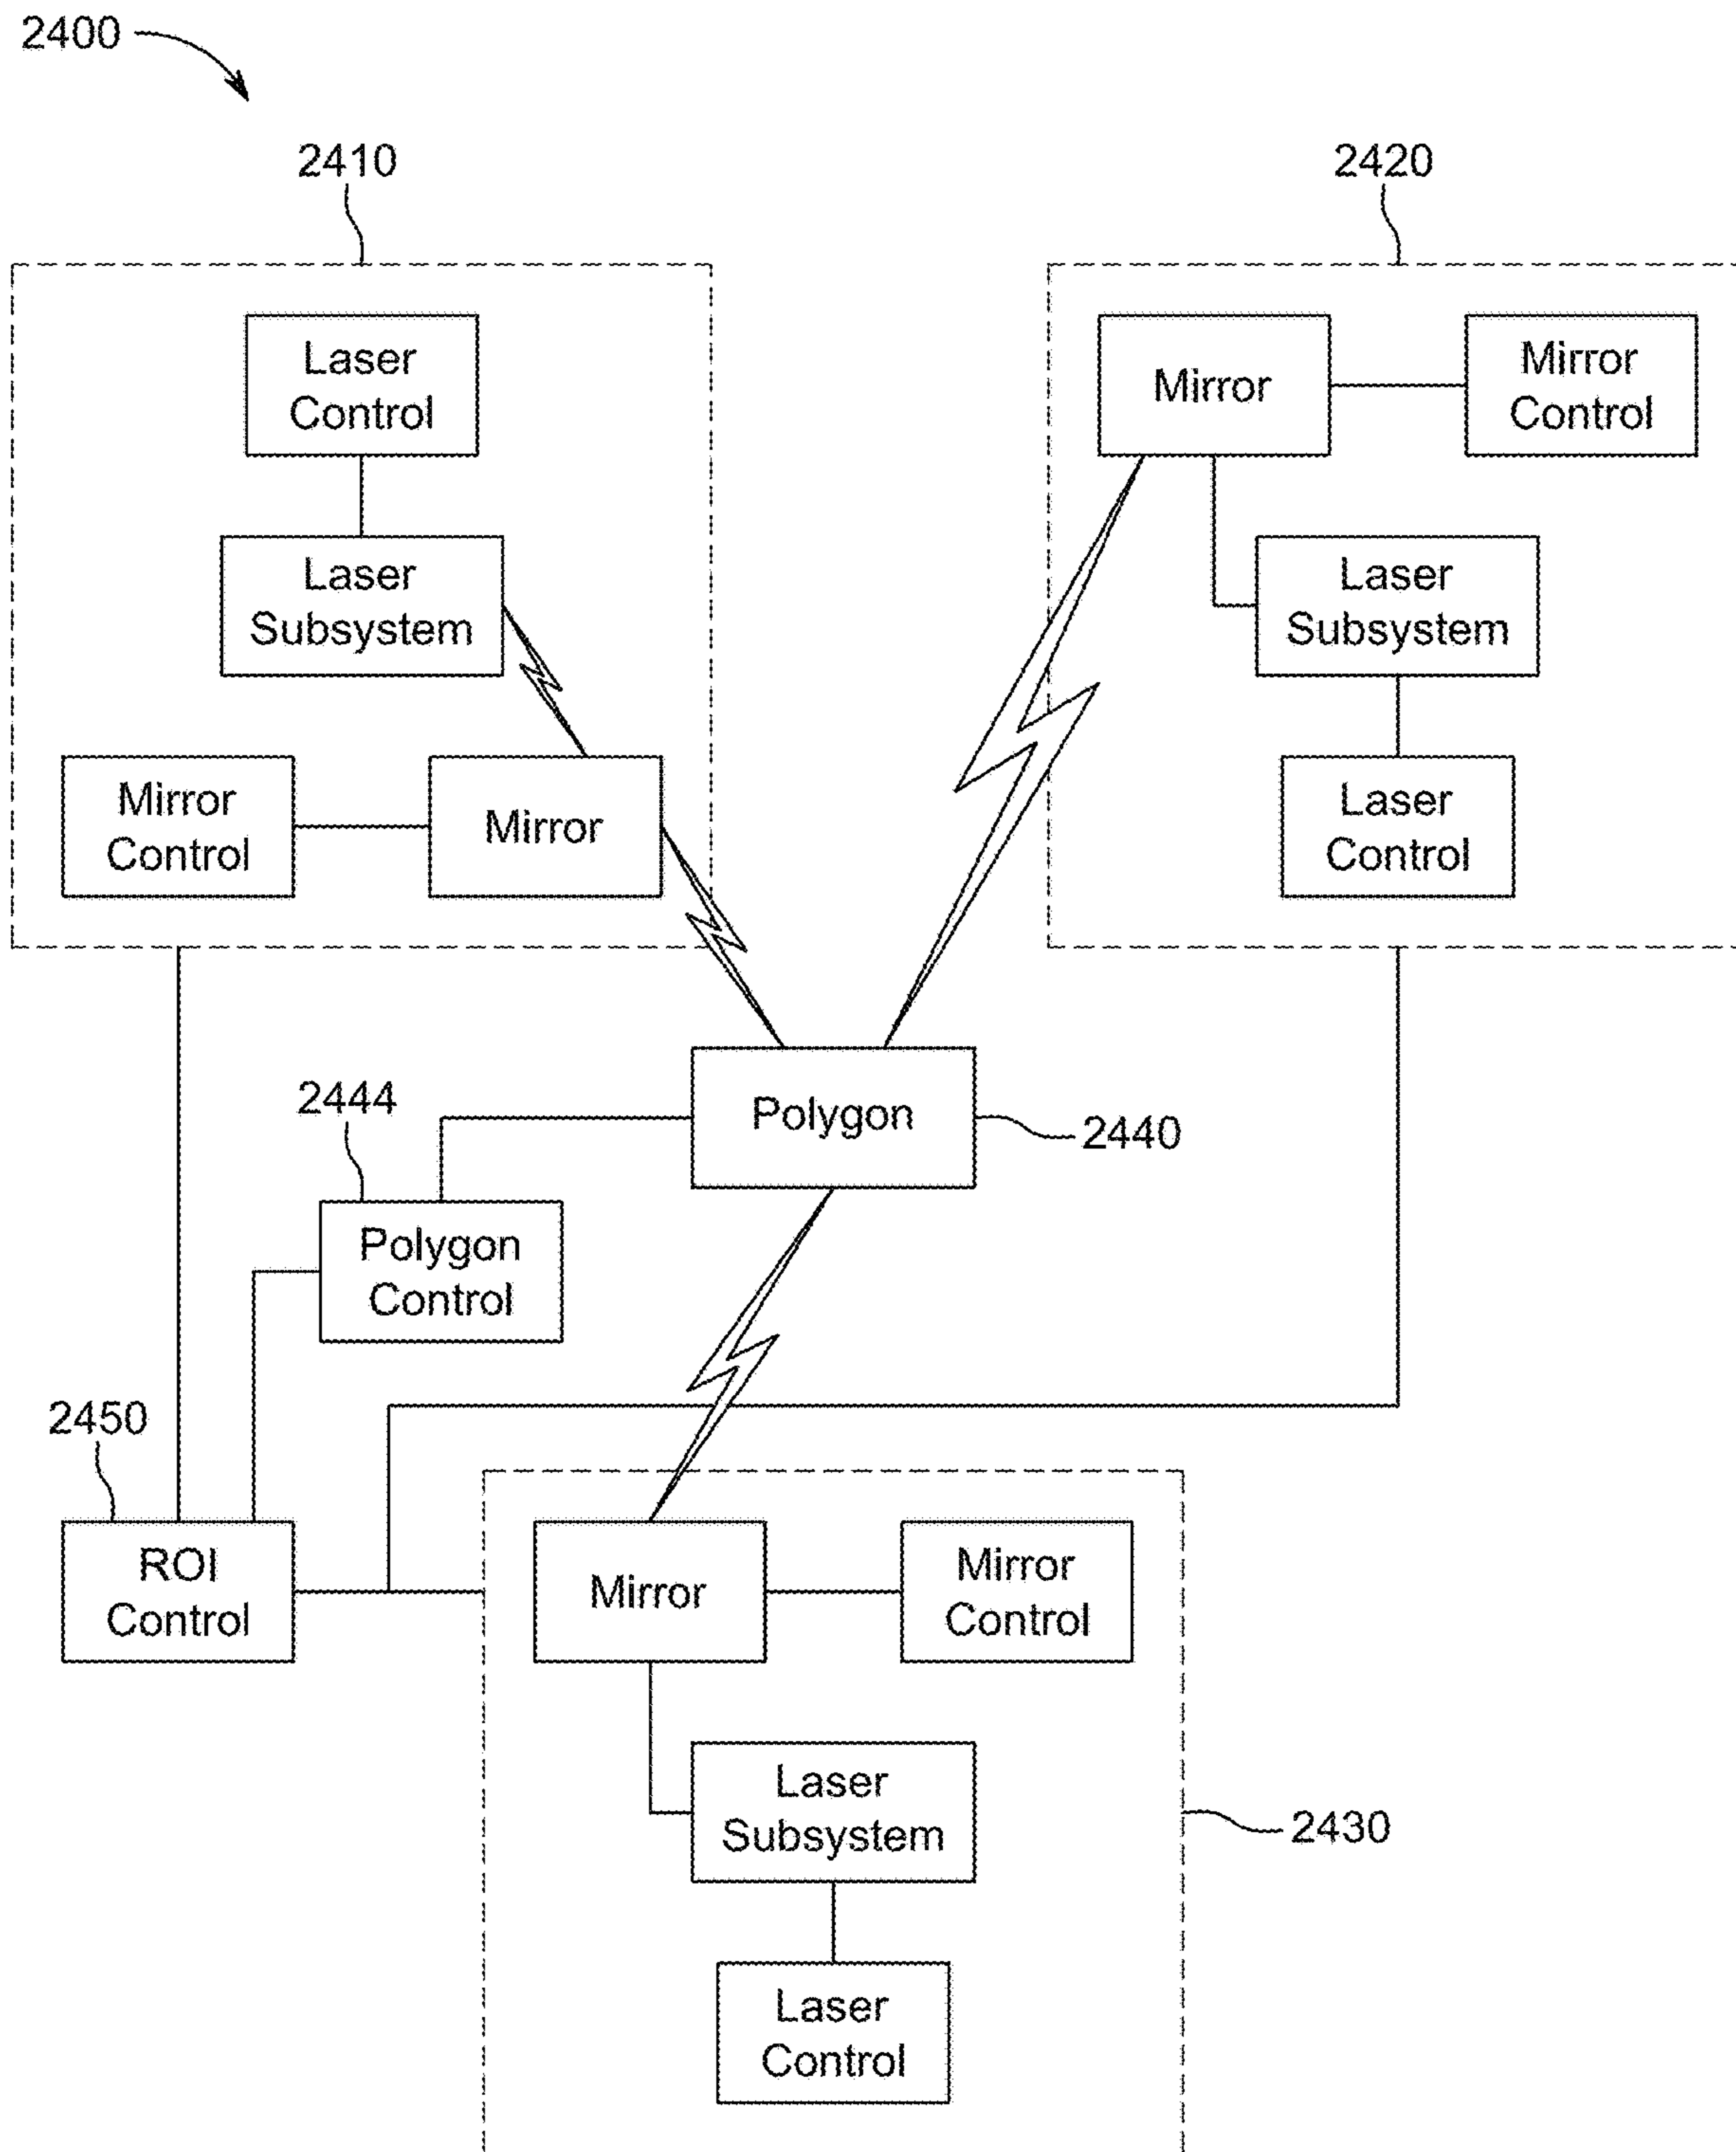 2400
2410
2420
Laser
Control
Mirror
Mirror
Control
Laser
Subsystem
Laser
Subsystem
Mirror
Control
Mirror
Laser
Control
2444
Polygon
2440
Polygon
Control
2450
ROI
Control
Mirror
Mirror
Control
Laser
Subsystem
2430
Laser
Control